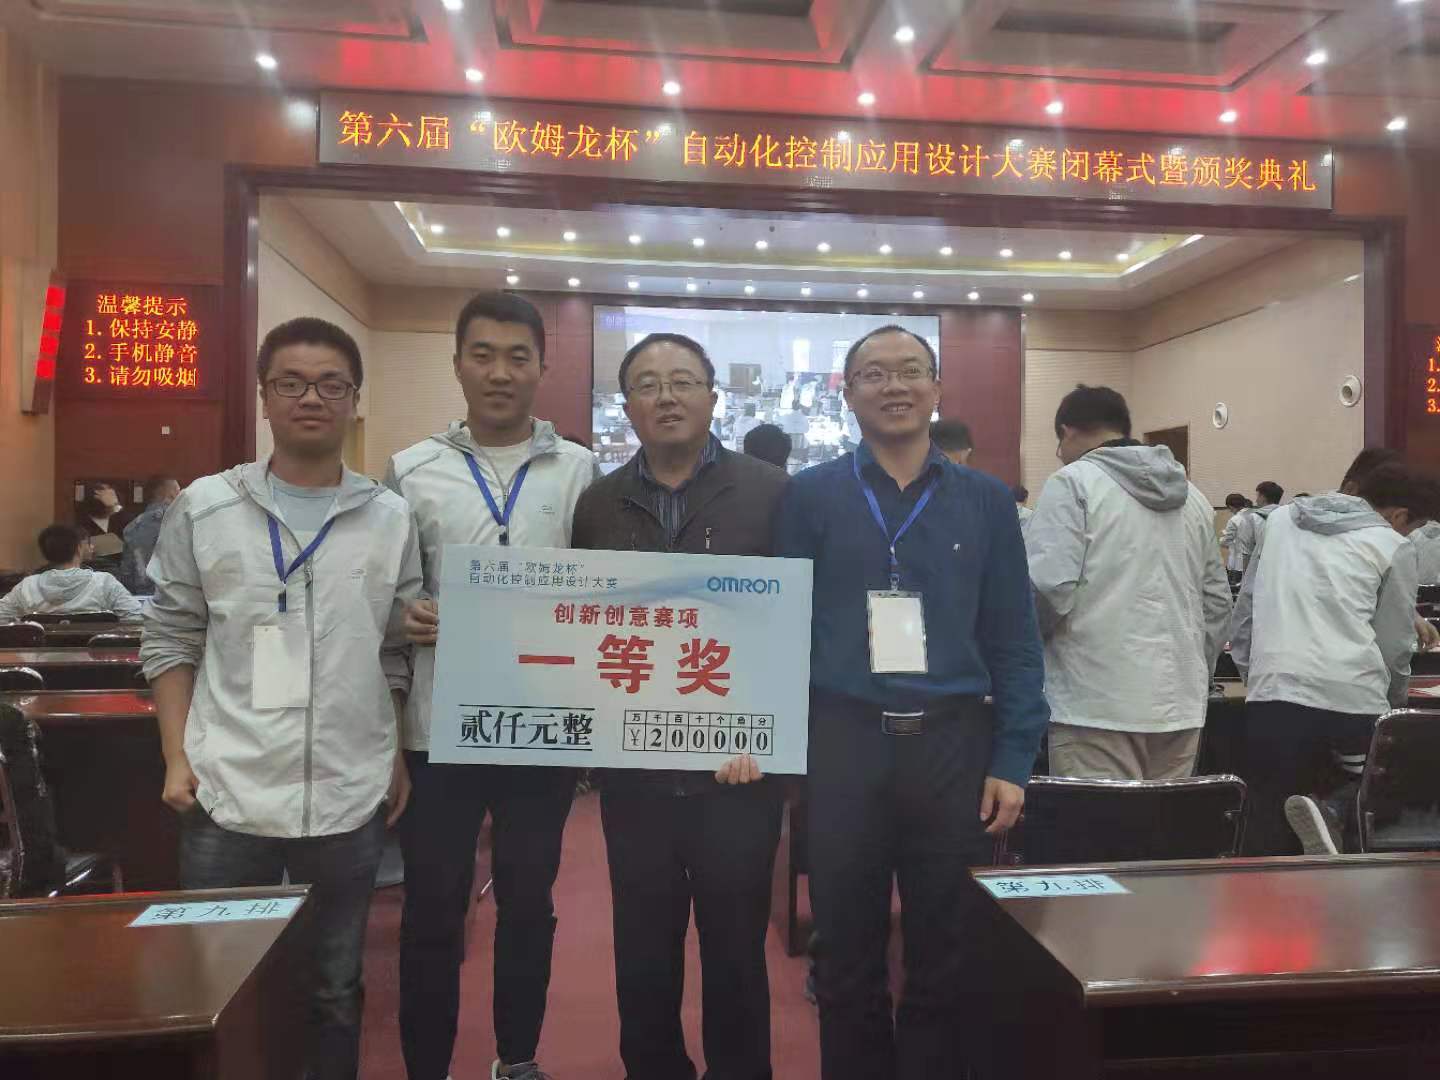 第六届“欧姆龙杯”自动化控制应用设计大赛闭幕式暨颁奖典礼
温馨提示
1.保持安静
2.手机静音
3.请勿吸烟
1.
2.
3.
第六届“欧姆龙杯”
自动化控制应用设计大赛
OMRON
创新创意赛项
一等奖
贰仟元整
万千百十个角分
¥200000
第九排
第九排